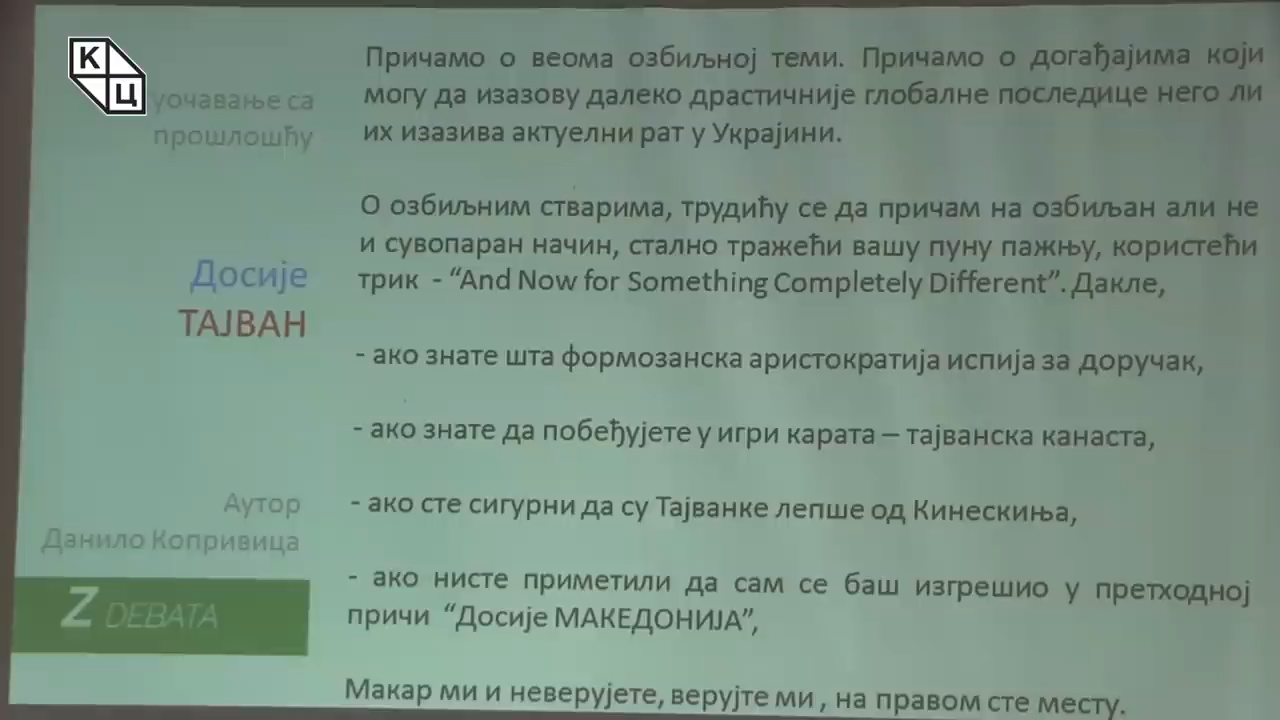 К
Ц
уочавање са
прошлошћу
Досије
ТАЈВАН
Аутор
Данило Копривица
Z DEBATA
Причамо о веома озбиљној теми. Причамо о догађајима који
могу да изазову далеко драстичније глобалне последице него ли
их изазива актуелни рат у Украјини.
О озбиљним стварима, трудићу се да причам на озбиљан али не
и сувопаран начин, стално тражећи вашу пуну пажњу, користећи
трик - “And Now for Something Completely Different”. Дакле,
- ако знате шта формозанска аристократија испија за доручак,
- ако знате да побеђујете у игри карата – тајванска канаста,
- ако сте сигурни да су Тајванке лепше од Кинескиња,
- ако нисте приметили да сам се баш изгрешио у претходној
причи “Досије МАКЕДОНИЈА”,
Макар ми и неверујете, верујте ми , на правом сте месту.